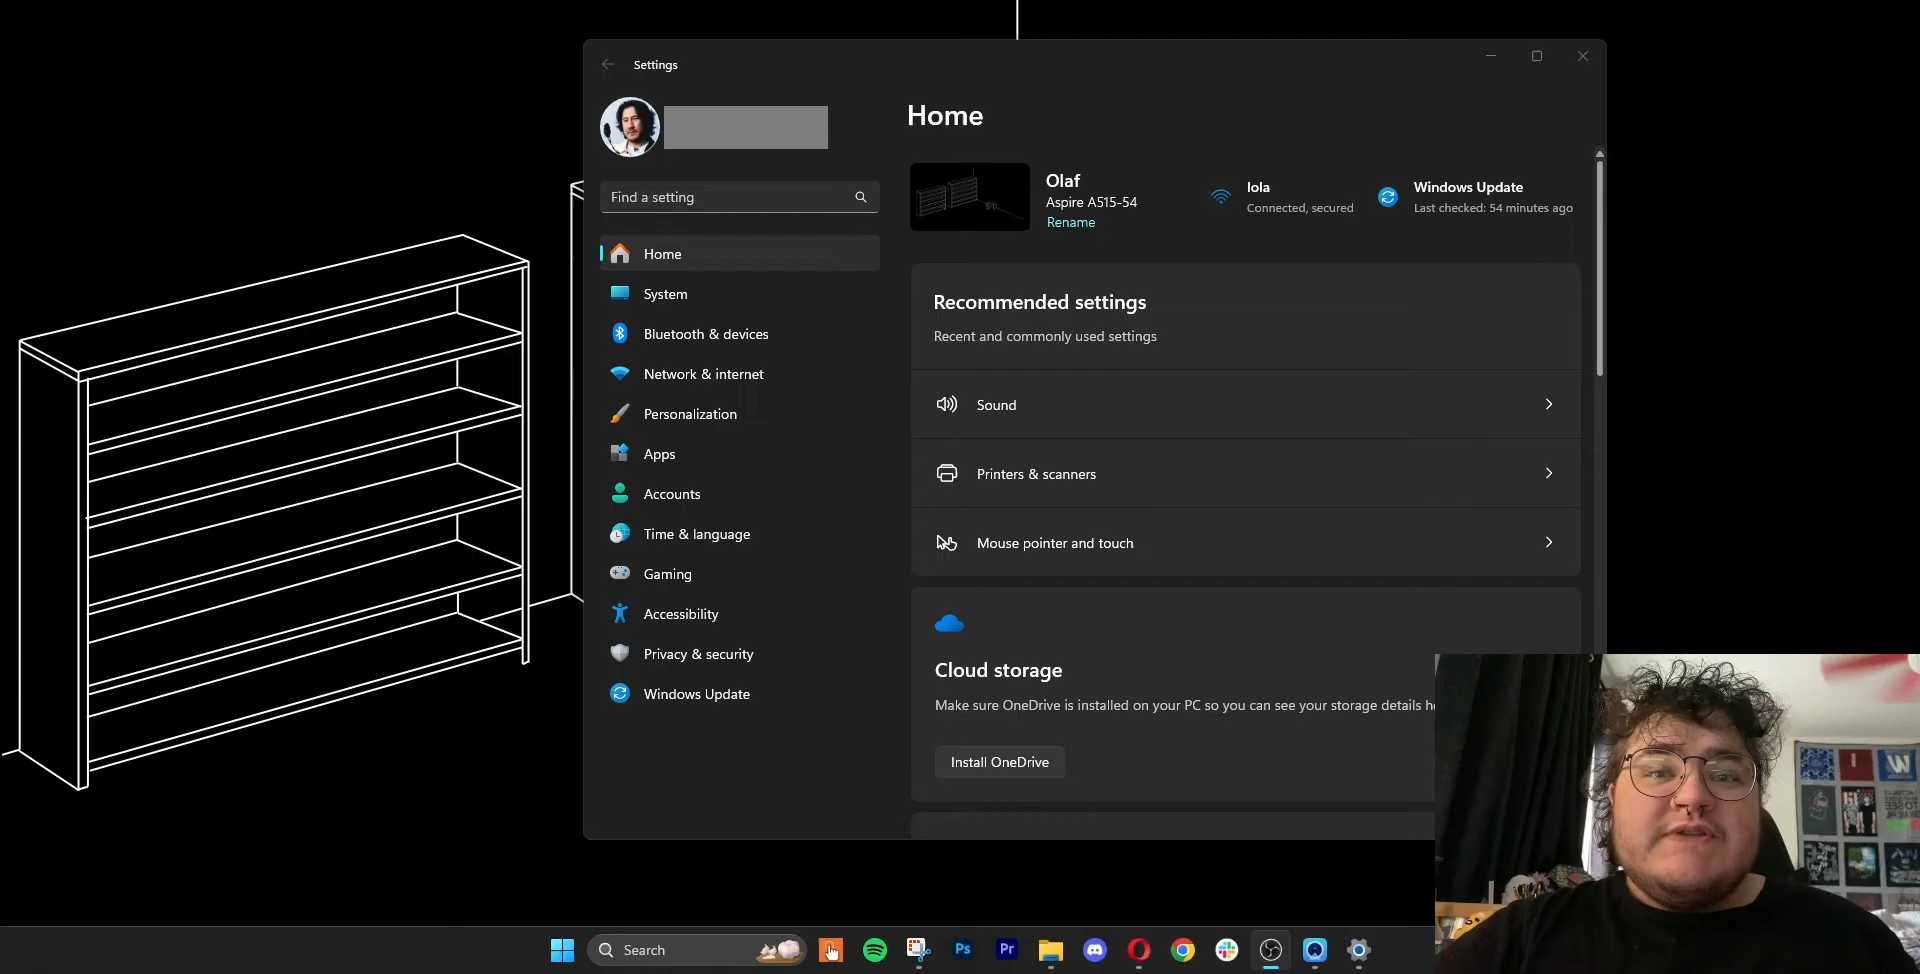 Settings
Home
Find a setting
Home
System
Bluetooth & devices
Network & internet
Personalization
Apps
Accounts
Time & language
Gaming
Accessibility
Privacy & security
Windows Update
Olaf
Aspire A515-54
Rename
lola
Connected, secured
Windows Update
Last checked: 54 minutes ago
Recommended settings
Recent and commonly used settings
Sound
Printers & scanners
Mouse pointer and touch
Cloud storage
Make sure OneDrive is installed on your PC so you can see your storage details
Install OneDrive
Search
Ps
Pr
W